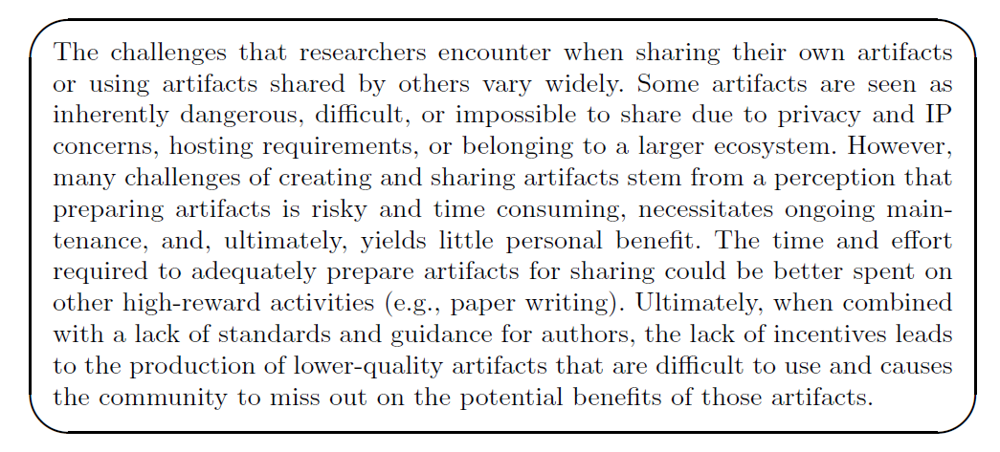 The challenges that researchers encounter when sharing their own artifacts
or using artifacts shared by others vary widely. Some artifacts are seen as
inherently dangerous, difficult, or impossible to share due to privacy and IP
concerns, hosting requirements, or belonging to a larger ecosystem. However,
many challenges of creating and sharing artifacts stem from a perception that
preparing artifacts is risky and time consuming, necessitates ongoing main-
tenance, and, ultimately, yields little personal benefit. The time and effort
required to adequately prepare artifacts for sharing could be better spent on
other high-reward activities (e.g., paper writing). Ultimately, when combined
with a lack of standards and guidance for authors, the lack of incentives leads
to the production of lower-quality artifacts that are difficult to use and causes
the community to miss out on the potential benefits of those artifacts.